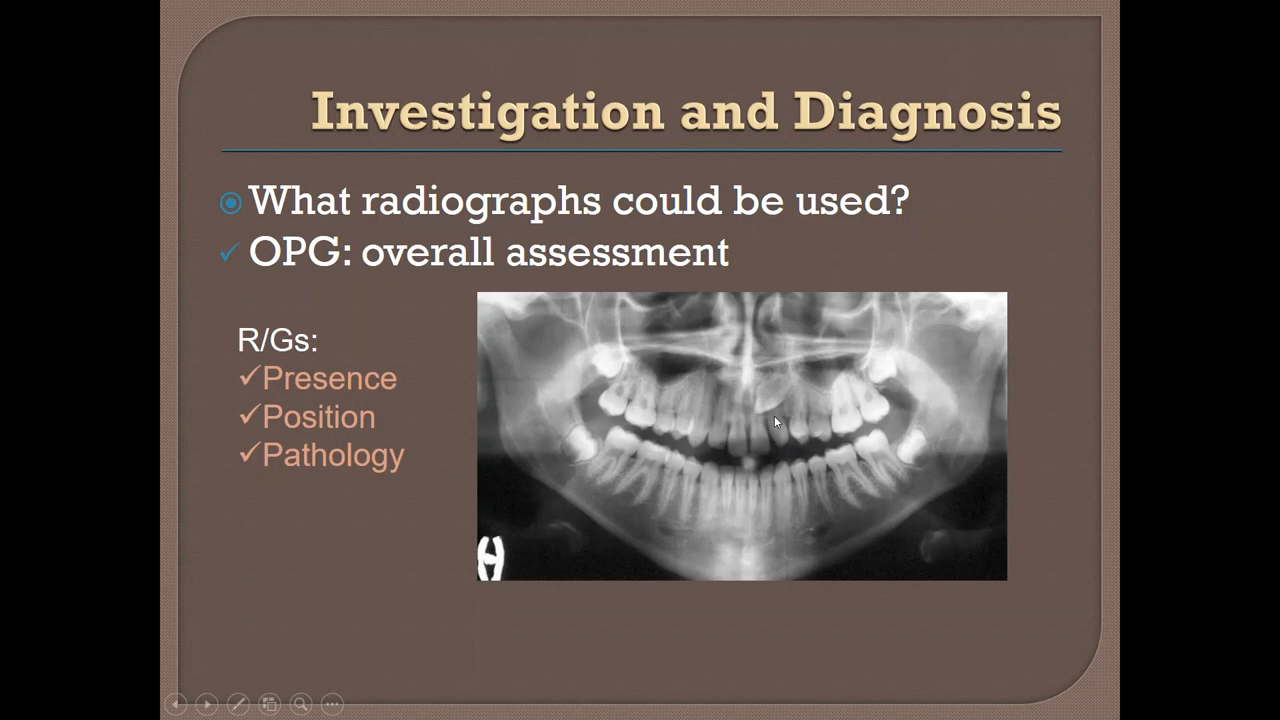 Investigation and Diagnosis
What radiographs could be used?
✓ OPG: overall assessment
R/Gs:
✓Presence
✓Position
✓Pathology
H